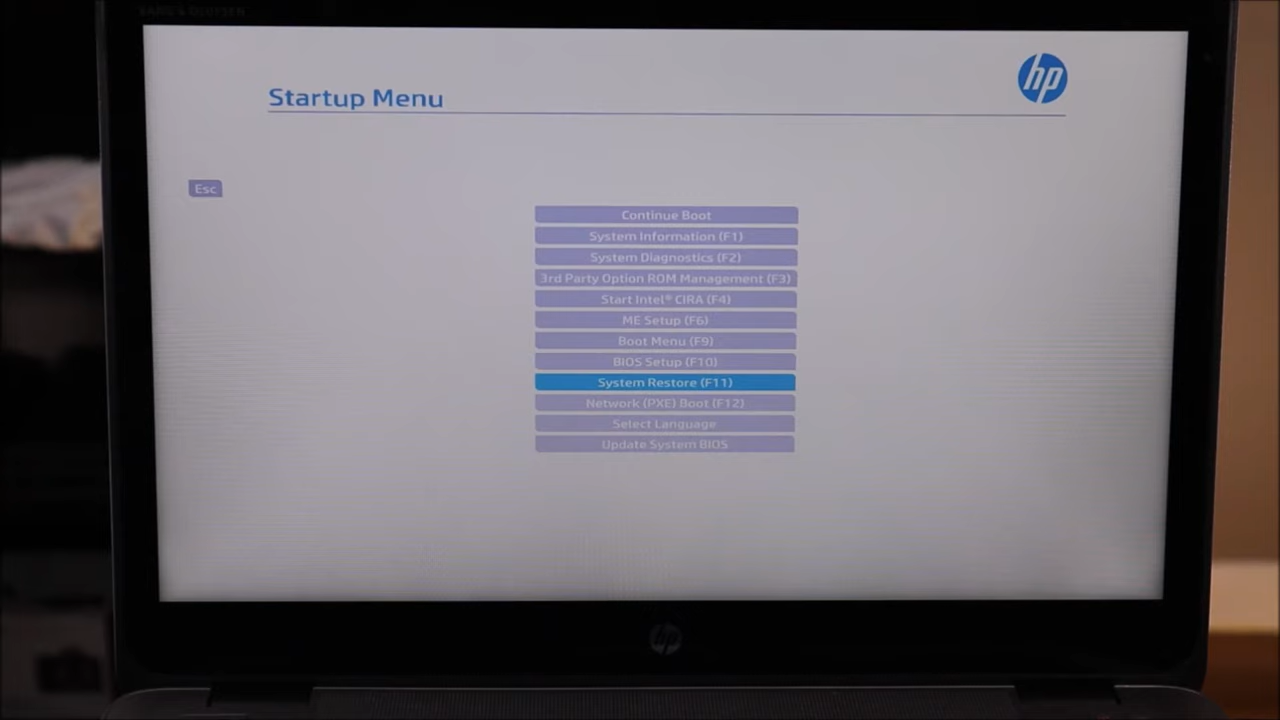 BANG & OLUFSEN
hp
Startup Menu
Esc
Continue Boot
System Information (F1)
System Diagnostics (F2)
3rd Party Option ROM Management (F3)
Start Intel® CIRA (F4)
ME Setup (F6)
Boot Menu (F9)
BIOS Setup (F10)
System Restore (F11)
Network (PXE) Boot (F12)
Select Language
Update System BIOS
hp